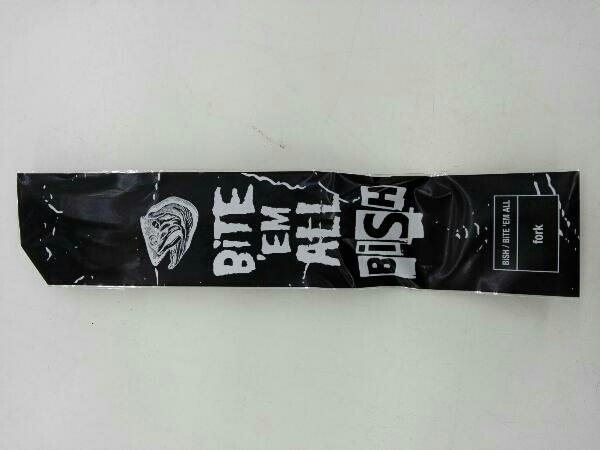 BiTE
'EM
ALL
BiSH
BiSH / BiTE 'EM ALL
fork